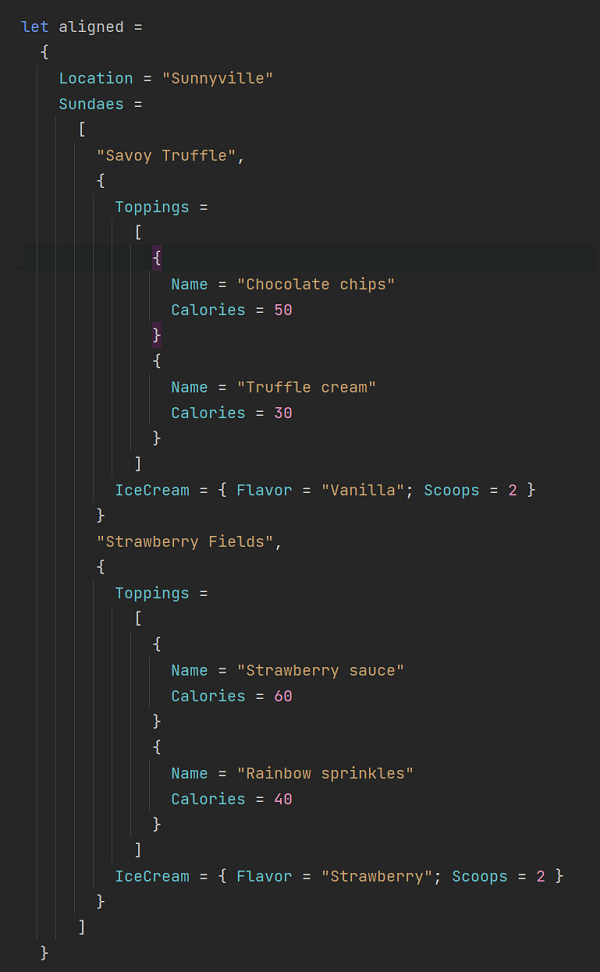 let aligned =
  {
    Location = "Sunnyville"
    Sundaes =
      [
        "Savoy Truffle",
        {
          Toppings =
            [
              {
                Name = "Chocolate chips"
                Calories = 50
              }
              {
                Name = "Truffle cream"
                Calories = 30
              }
            ]
          IceCream = { Flavor = "Vanilla"; Scoops = 2 }
        }
        "Strawberry Fields",
        {
          Toppings =
            [
              {
                Name = "Strawberry sauce"
                Calories = 60
              }
              {
                Name = "Rainbow sprinkles"
                Calories = 40
              }
            ]
          IceCream = { Flavor = "Strawberry"; Scoops = 2 }
        }
      ]
  }